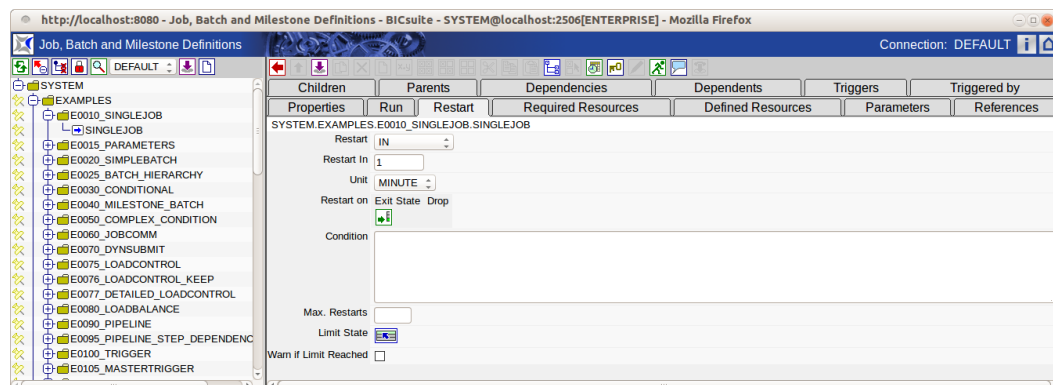 http://localhost:8080 - Job, Batch and Milestone Definitions - BICsuite - SYSTEM@localhost:2506[ENTERPRISE] - Mozilla Firefox
Job, Batch and Milestone Definitions
Connection: DEFAULT
DEFAULT
SYSTEM
EXAMPLES
E0010_SINGLEJOB
SINGLEJOB
E0015_PARAMETERS
E0020_SIMPLEBATCH
E0025_BATCH_HIERARCHY
E0030_CONDITIONAL
E0040_MILESTONE_BATCH
E0050_COMPLEX_CONDITION
E0060_JOBCOMM
E0070_DYNSUBMIT
E0075_LOADCONTROL
E0076_LOADCONTROL_KEEP
E0077_DETAILED_LOADCONTROL
E0080_LOADBALANCE
E0090_PIPELINE
E0095_PIPELINE_STEP_DEPENDENC
E0100_TRIGGER
E0105_MASTERTRIGGER
Children Parents Dependencies Dependents Triggers Triggered by
Properties Run Restart Required Resources Defined Resources Parameters References
SYSTEM.EXAMPLES.E0010_SINGLEJOB.SINGLEJOB
Restart IN
Restart In 1
Unit MINUTE
Restart on Exit State Drop
Condition
Max. Restarts
Limit State
Warn if Limit Reached